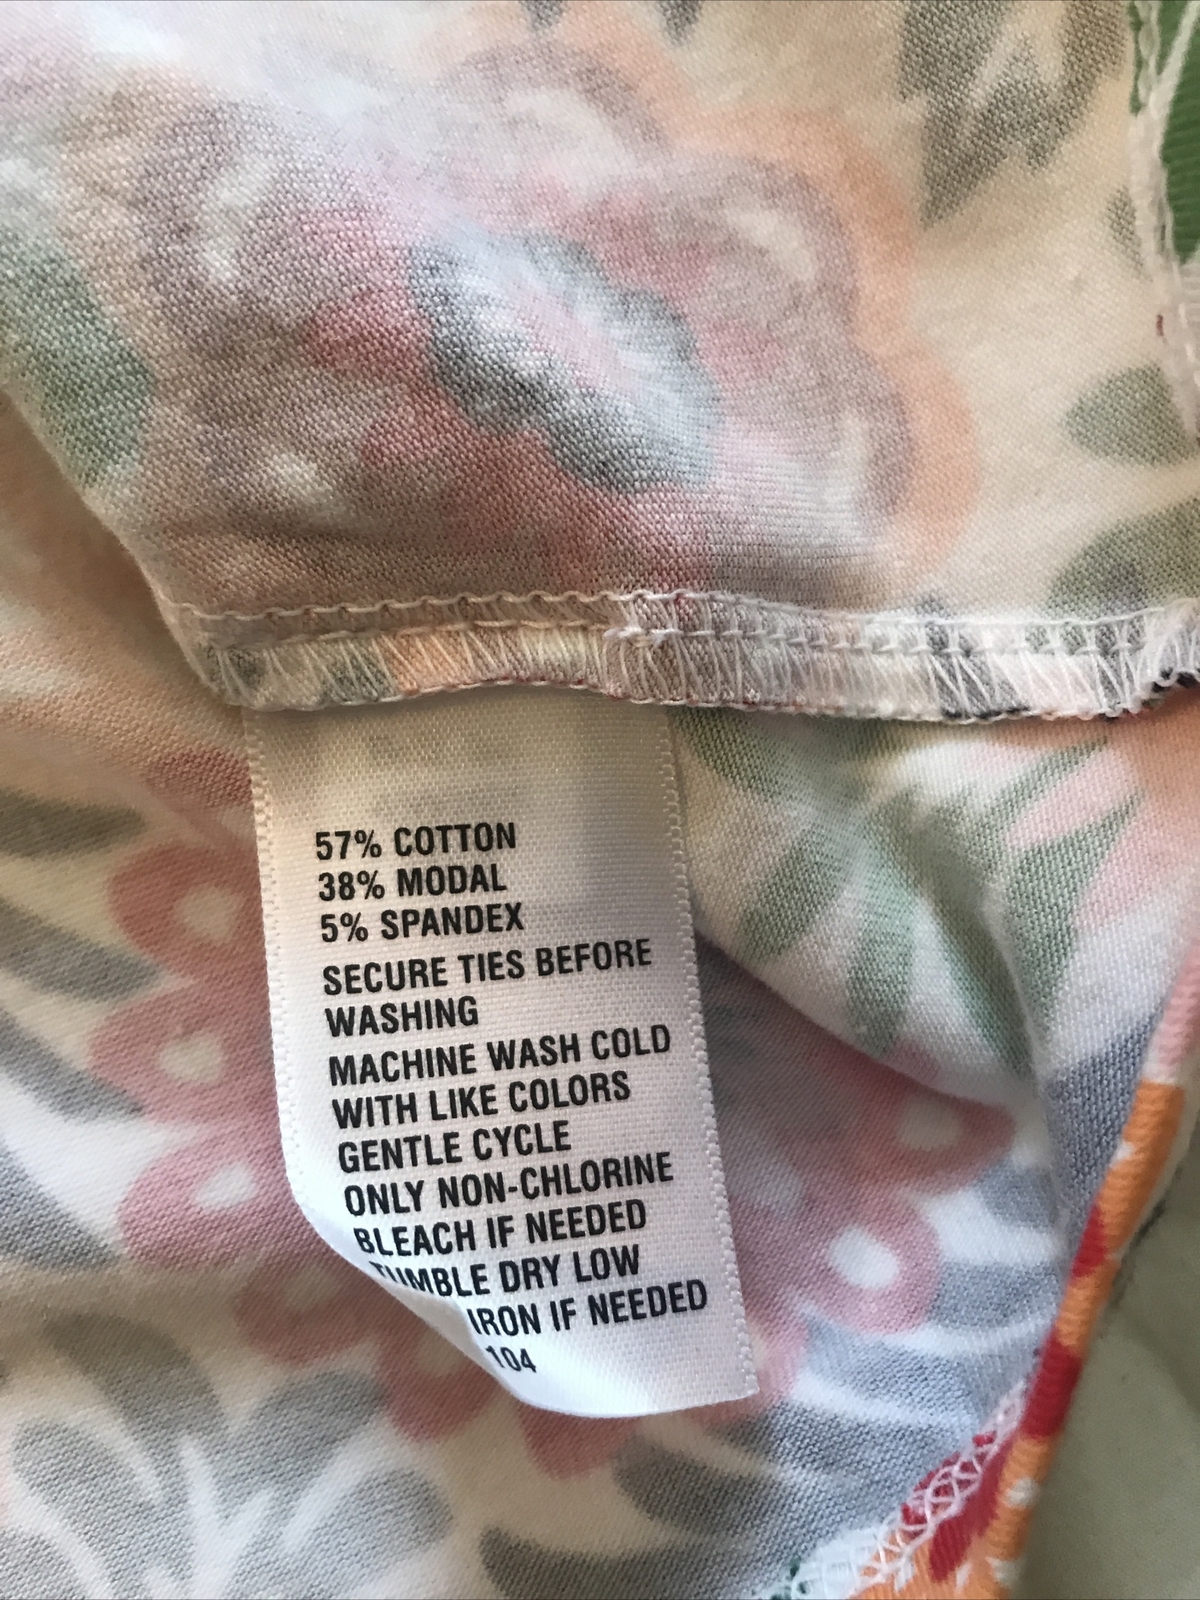 57% COTTON
38% MODAL
5% SPANDEX
SECURE TIES BEFORE
WASHING
MACHINE WASH COLD
WITH LIKE COLORS
GENTLE CYCLE
ONLY NON-CHLORINE
BLEACH IF NEEDED
TUMBLE DRY LOW
IRON IF NEEDED
104